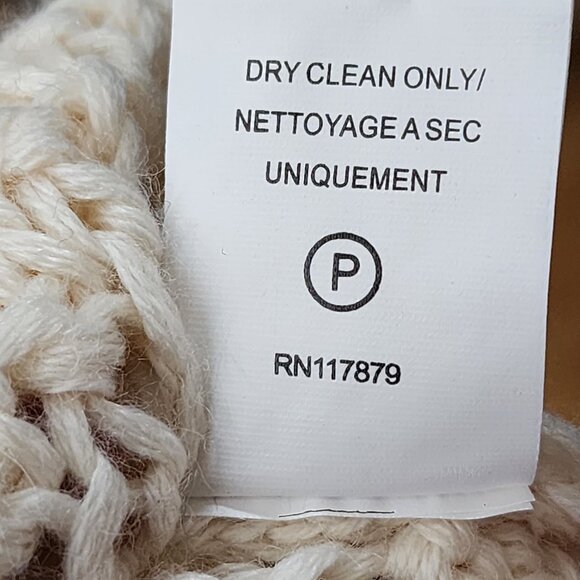 DRY CLEAN ONLY/
NETTOYAGE A SEC
UNIQUEMENT
P
RN117879